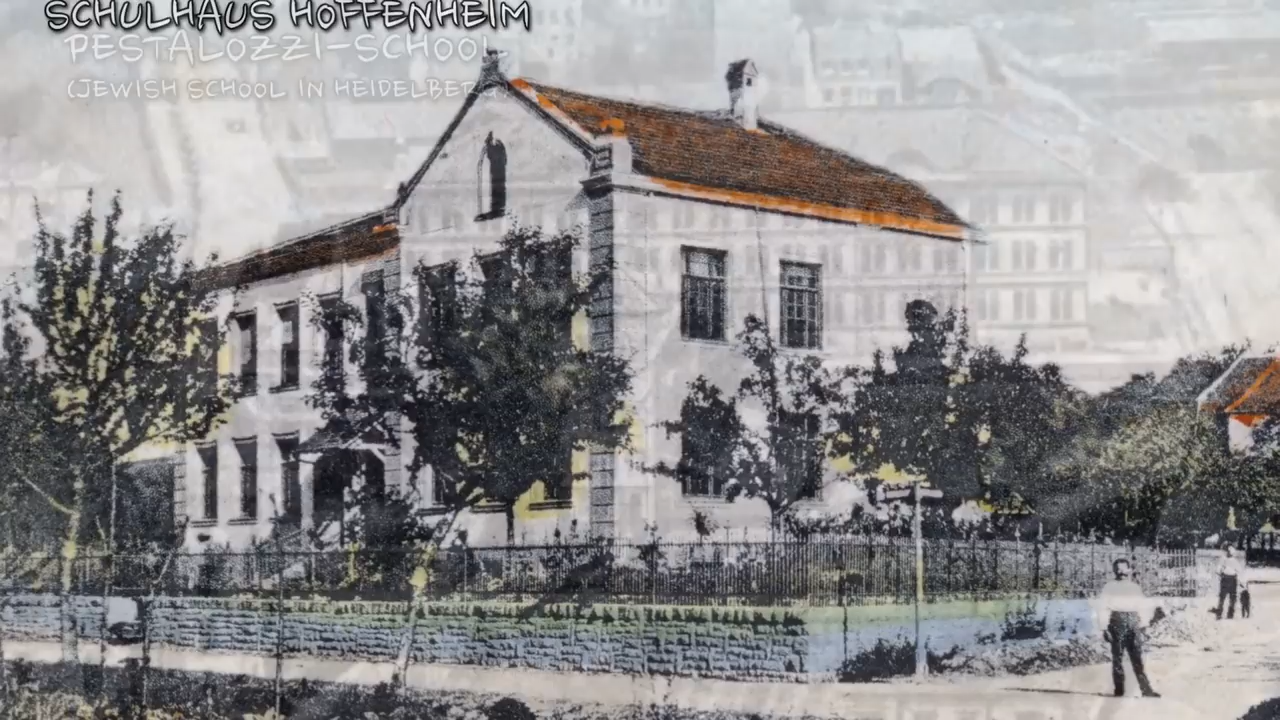 SCHULHAUS HOFFENHEIM
PESTALOZZI-SCHOOL
(JEWISH SCHOOL IN HEIDELBERG